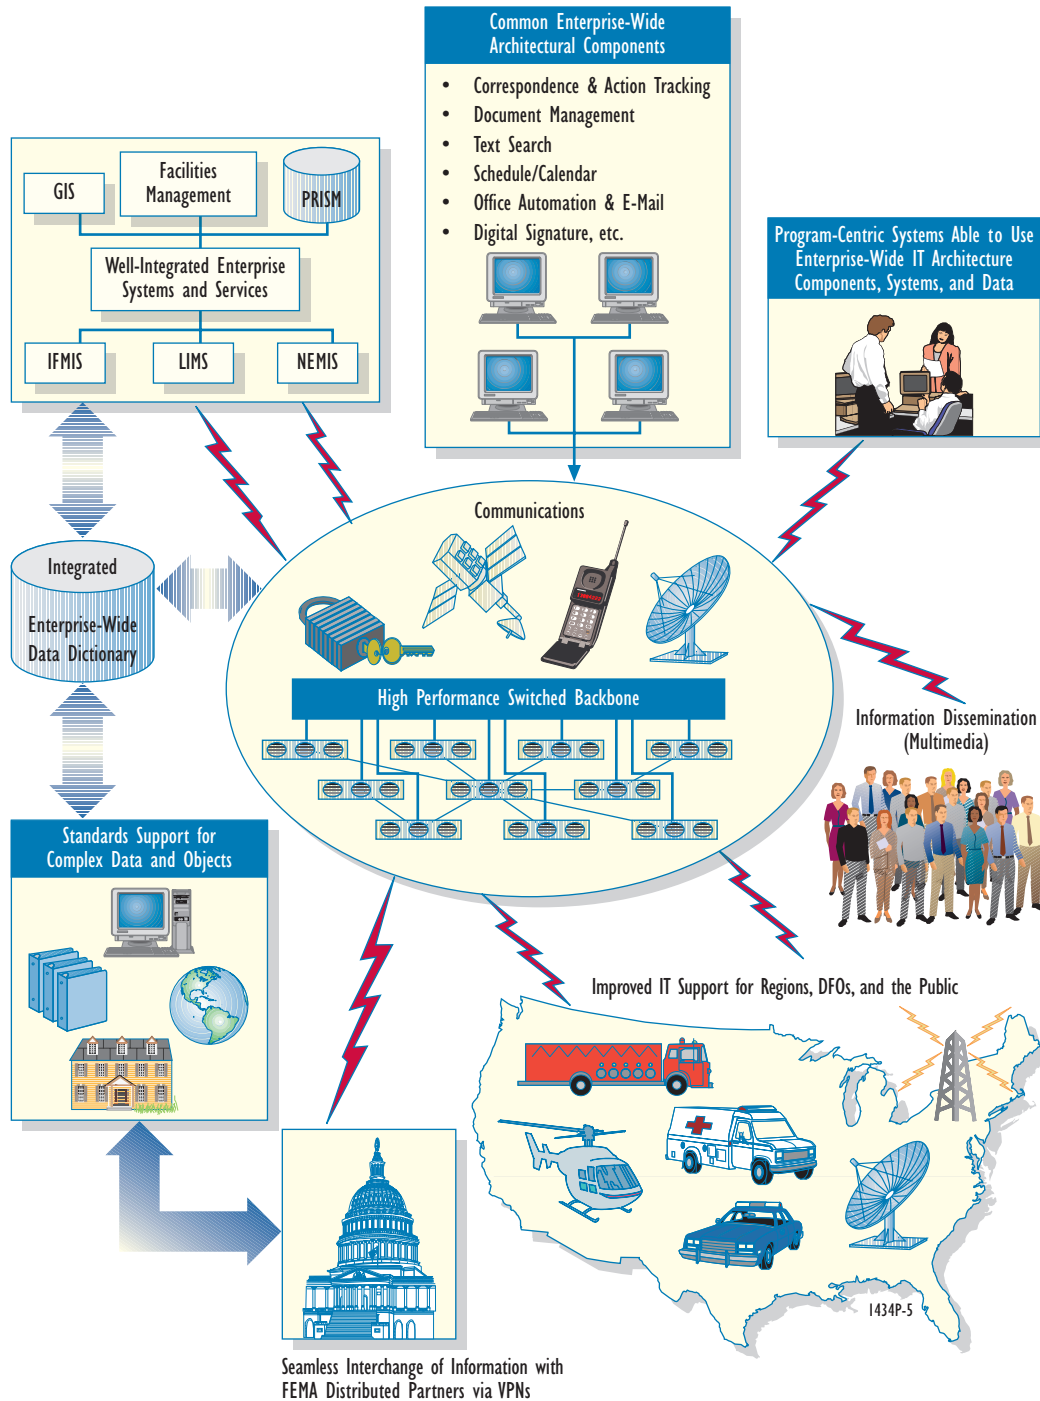 Common Enterprise-Wide
Architectural Components
• Correspondence & Action Tracking
• Document Management
• Text Search
• Schedule/Calendar
• Office Automation & E-Mail
• Digital Signature, etc.
GIS
Facilities
Management
PRISM
Well-Integrated Enterprise
Systems and Services
IFMIS
LIMS
NEMIS
Program-Centric Systems Able to Use
Enterprise-Wide IT Architecture
Components, Systems, and Data
Communications
Integrated
Enterprise-Wide
Data Dictionary
High Performance Switched Backbone
Information Dissemination
(Multimedia)
Standards Support for
Complex Data and Objects
Improved IT Support for Regions, DFOs, and the Public
1434P-5
Seamless Interchange of Information with
FEMA Distributed Partners via VPNs